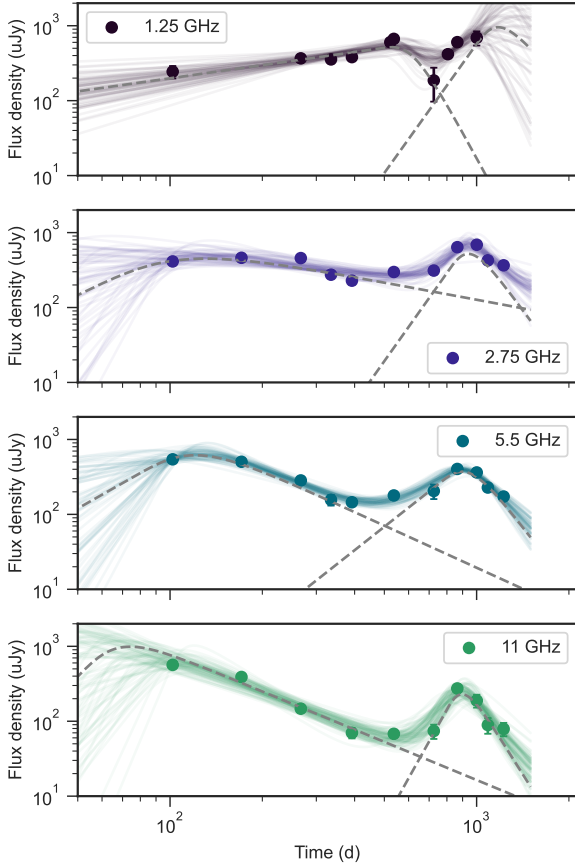 10³
10²
10¹
Flux density (uJy)
1.25 GHz
10³
10²
10¹
Flux density (uJy)
2.75 GHz
10³
10²
10¹
Flux density (uJy)
5.5 GHz
10³
10²
10¹
Flux density (uJy)
11 GHz
10² 10³
Time (d)